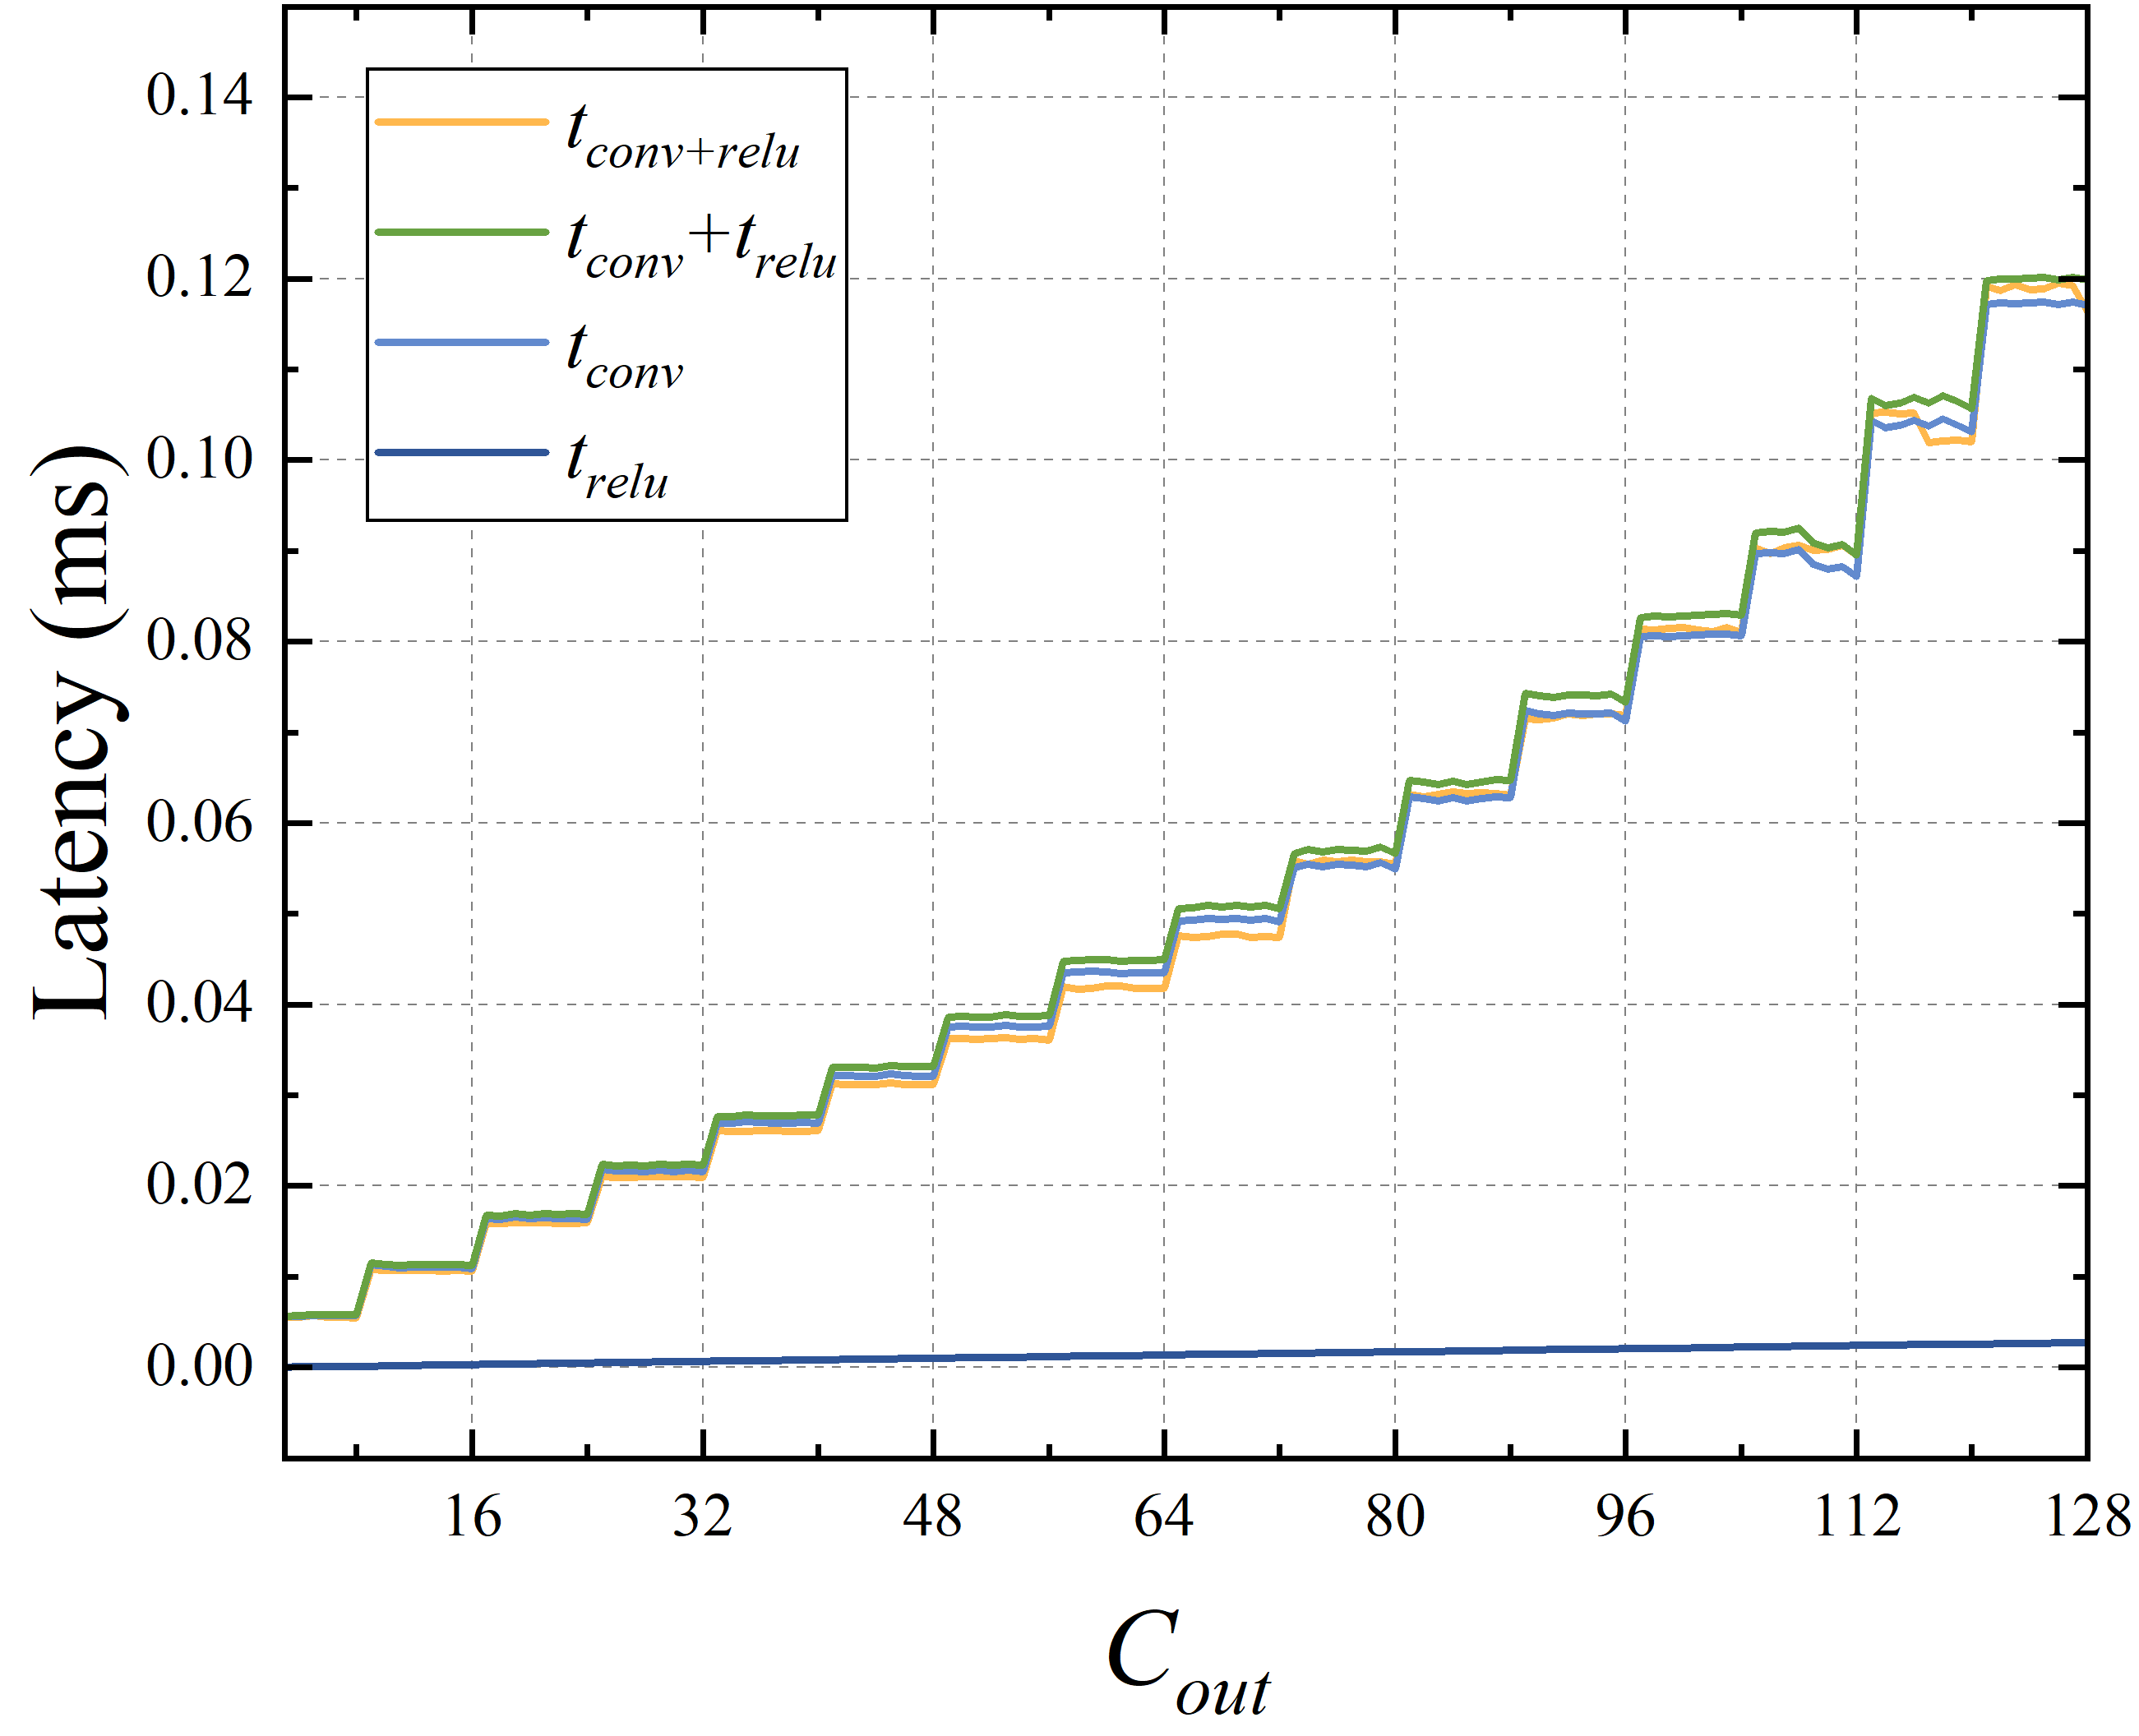 0.14
0.12
0.10
0.08
0.06
0.04
0.02
0.00
Latency (ms)
t_conv+relu
t_conv+t_relu
t_conv
t_relu
16 32 48 64 80 96 112 128
C_out